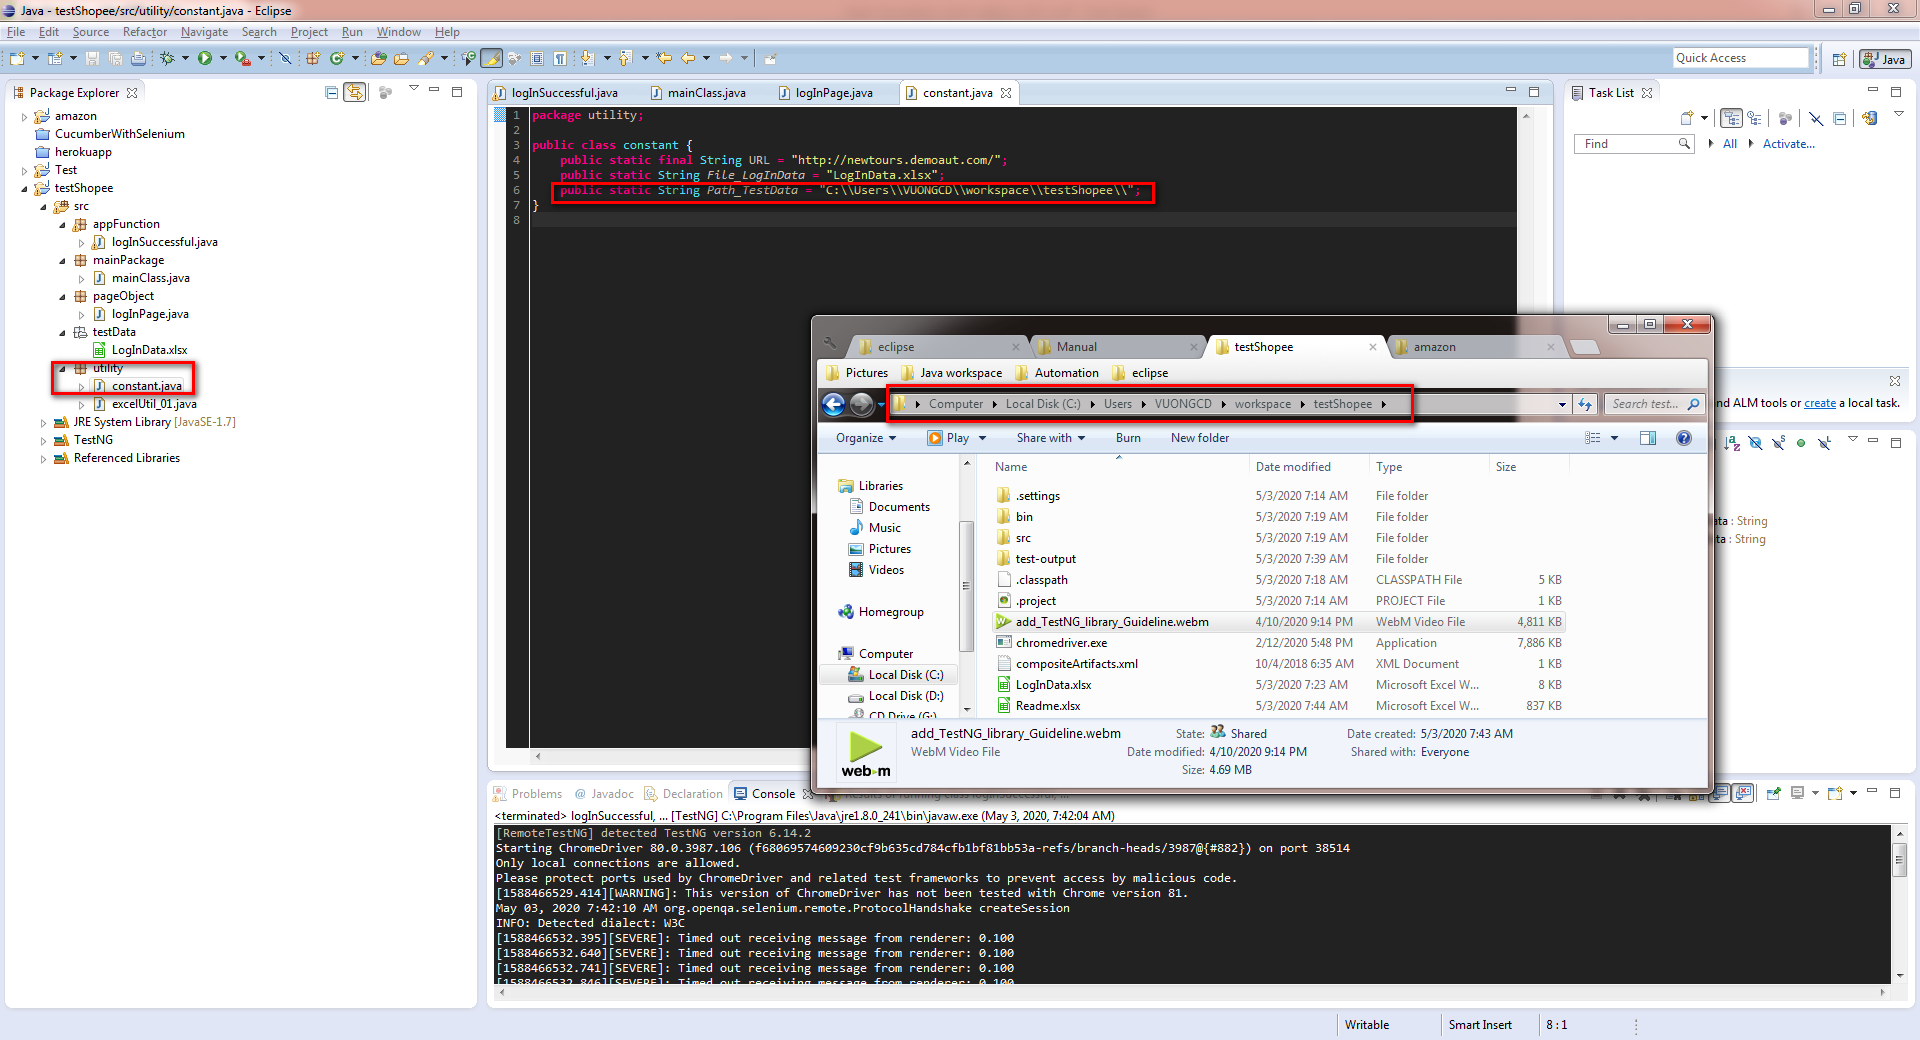 Java - testShopee/src/utility/constant.java - Eclipse
File Edit Source Refactor Navigate Search Project Run Window Help
Quick Access
Java
Package Explorer
amazon
CucumberWithSelenium
herokuapp
Test
testShopee
src
appFunction
logInSuccessful.java
mainPackage
mainClass.java
pageObject
logInPage.java
testData
LogInData.xlsx
utility
constant.java
excelUtil_01.java
JRE System Library [JavaSE-1.7]
TestNG
Referenced Libraries
logInSuccessful.java mainClass.java logInPage.java constant.java
1 package utility;
2
3 public class constant {
4 public static final String URL = "http://newtours.demoaut.com/";
5 public static String File_LogInData = "LogInData.xlsx";
6 public static String Path_TestData = "C:\\Users\\VUONGCD\\workspace\\testShopee\\";
7 }
8
Task List
Find
All
Activate...
nd ALM tools or create a local task.
ata : String
ta : String
eclipse Manual testShopee amazon
Pictures Java workspace Automation eclipse
Computer Local Disk (C:) Users VUONGCD workspace testShopee
Search test...
Organize Play Share with Burn New folder
Libraries
Documents
Music
Pictures
Videos
Homegroup
Computer
Local Disk (C:)
Local Disk (D:)
CD Drive (G:)
Name Date modified Type Size
.settings 5/3/2020 7:14 AM File folder
bin 5/3/2020 7:19 AM File folder
src 5/3/2020 7:19 AM File folder
test-output 5/3/2020 7:39 AM File folder
.classpath 5/3/2020 7:18 AM CLASSPATH File 5 KB
.project 5/3/2020 7:14 AM PROJECT File 1 KB
add_TestNG_library_Guideline.webm 4/10/2020 9:14 PM WebM Video File 4,811 KB
chromedriver.exe 2/12/2020 5:48 PM Application 7,886 KB
compositeArtifacts.xml 10/4/2018 6:35 AM XML Document 1 KB
LogInData.xlsx 5/3/2020 7:23 AM Microsoft Excel W... 8 KB
Readme.xlsx 5/3/2020 7:44 AM Microsoft Excel W... 837 KB
web-m
add_TestNG_library_Guideline.webm State: Shared Date created: 5/3/2020 7:43 AM
WebM Video File Date modified: 4/10/2020 9:14 PM Shared with: Everyone
Size: 4.69 MB
Problems Javadoc Declaration Console
<terminated> logInSuccessful, ... [TestNG] C:\Program Files\Java\jre1.8.0_241\bin\javaw.exe (May 3, 2020, 7:42:04 AM)
[RemoteTestNG] detected TestNG version 6.14.2
Starting ChromeDriver 80.0.3987.106 (f68069574609230cf9b635cd784cfb1bf81bb53a-refs/branch-heads/3987@{#882}) on port 38514
Only local connections are allowed.
Please protect ports used by ChromeDriver and related test frameworks to prevent access by malicious code.
[1588466529.414][WARNING]: This version of ChromeDriver has not been tested with Chrome version 81.
May 03, 2020 7:42:10 AM org.openqa.selenium.remote.ProtocolHandshake createSession
INFO: Detected dialect: W3C
[1588466532.395][SEVERE]: Timed out receiving message from renderer: 0.100
[1588466532.640][SEVERE]: Timed out receiving message from renderer: 0.100
[1588466532.741][SEVERE]: Timed out receiving message from renderer: 0.100
[1588466532.846][SEVERE]: Timed out receiving message from renderer: 0.100
Writable Smart Insert 8 : 1